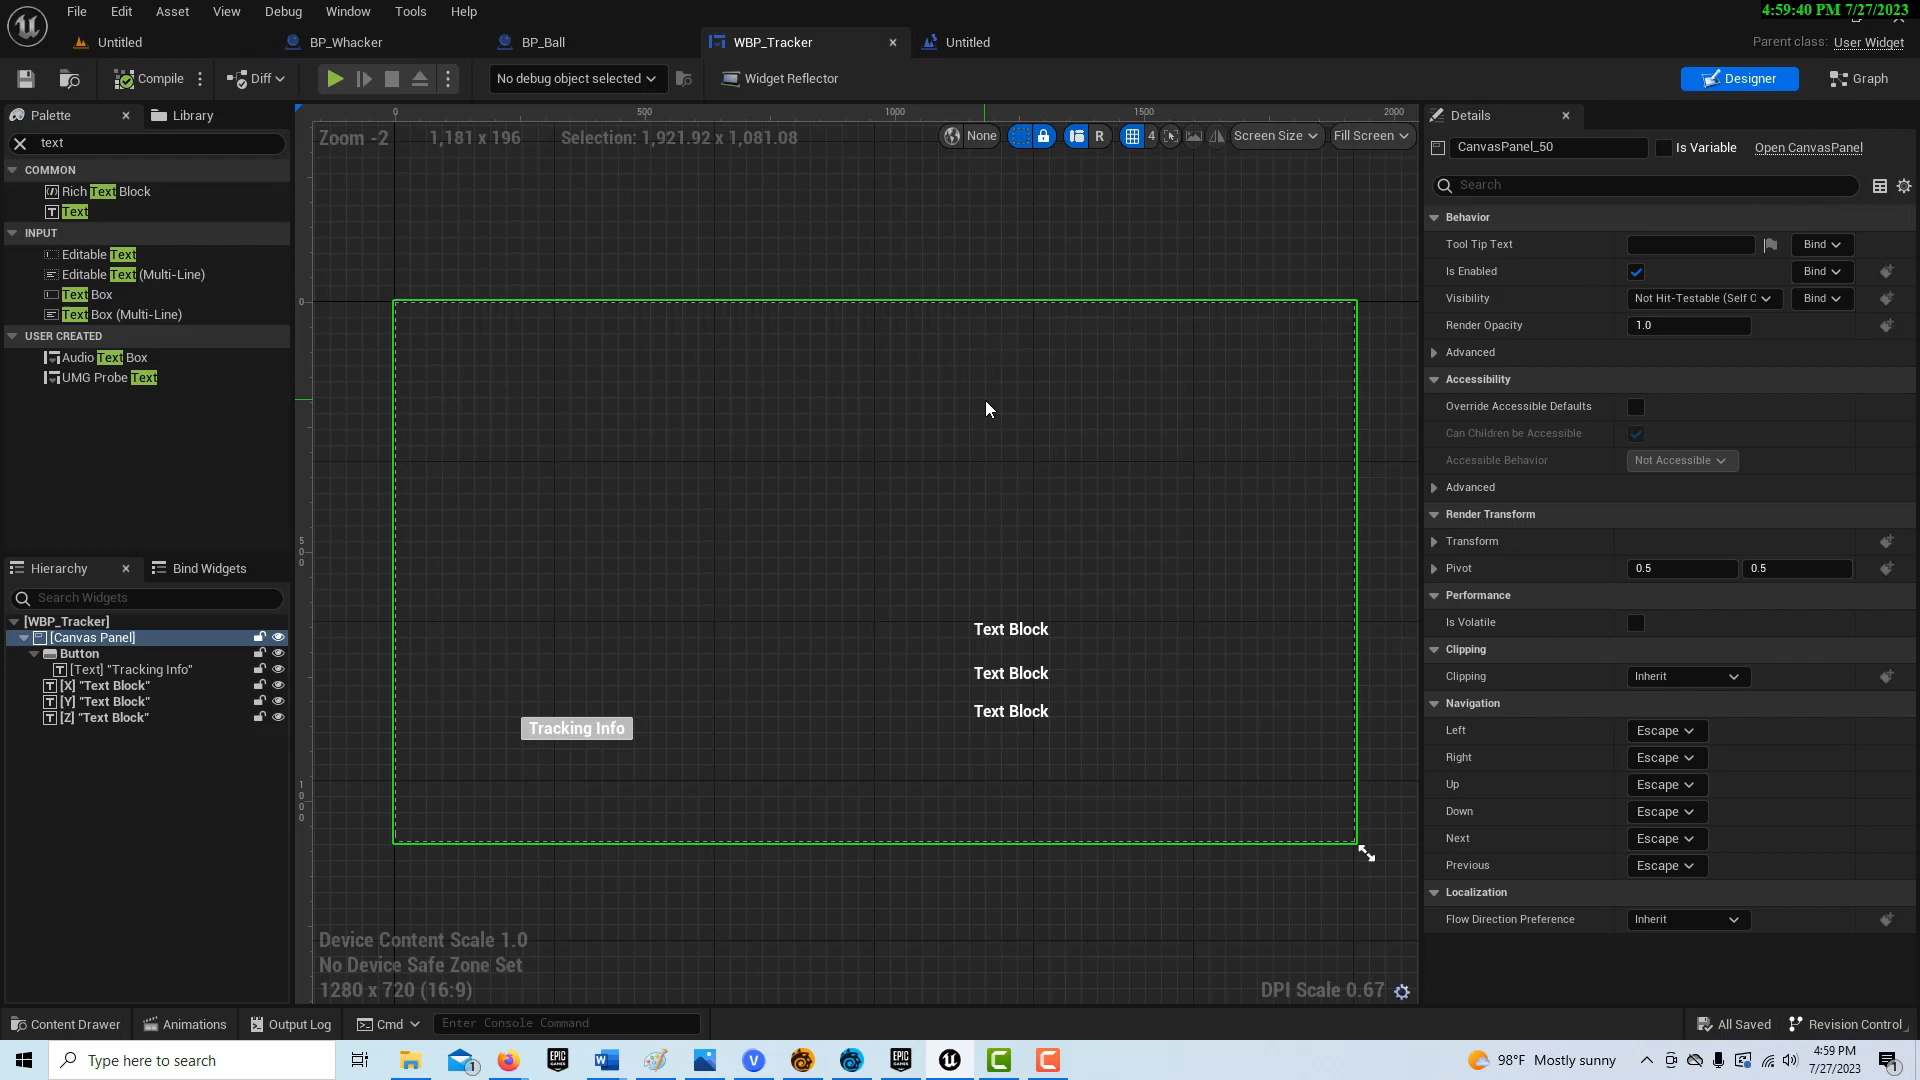 File Edit Asset View Debug Window Tools Help
4:59:40 PM 7/27/2023
Untitled BP_Whacker BP_Ball WBP_Tracker Untitled
Parent class: User Widget
Compile Diff No debug object selected Widget Reflector Designer Graph
Palette Library
text
COMMON
Rich Text Block
Text
INPUT
Editable Text
Editable Text (Multi-Line)
Text Box
Text Box (Multi-Line)
USER CREATED
Audio Text Box
UMG Probe Text
Hierarchy Bind Widgets
Search Widgets
[WBP_Tracker]
[Canvas Panel]
Button
[Text] "Tracking Info"
[X] "Text Block"
[Y] "Text Block"
[Z] "Text Block"
0 500 1000 1500 2000
Zoom -2 1,181 x 196 Selection: 1,921.92 x 1,081.08
None R 4 Screen Size Fill Screen
0
500
1000
Text Block
Text Block
Text Block
Tracking Info
Device Content Scale 1.0
No Device Safe Zone Set
1280 x 720 (16:9)
DPI Scale 0.67
Details
CanvasPanel_50 Is Variable Open CanvasPanel
Search
Behavior
Tool Tip Text Bind
Is Enabled Bind
Visibility Not Hit-Testable (Self O Bind
Render Opacity 1.0
Advanced
Accessibility
Override Accessible Defaults
Can Children be Accessible
Accessible Behavior Not Accessible
Advanced
Render Transform
Transform
Pivot 0.5 0.5
Performance
Is Volatile
Clipping
Clipping Inherit
Navigation
Left Escape
Right Escape
Up Escape
Down Escape
Next Escape
Previous Escape
Localization
Flow Direction Preference Inherit
Content Drawer Animations Output Log Cmd Enter Console Command All Saved Revision Control
Type here to search
98°F Mostly sunny
4:59 PM
7/27/2023